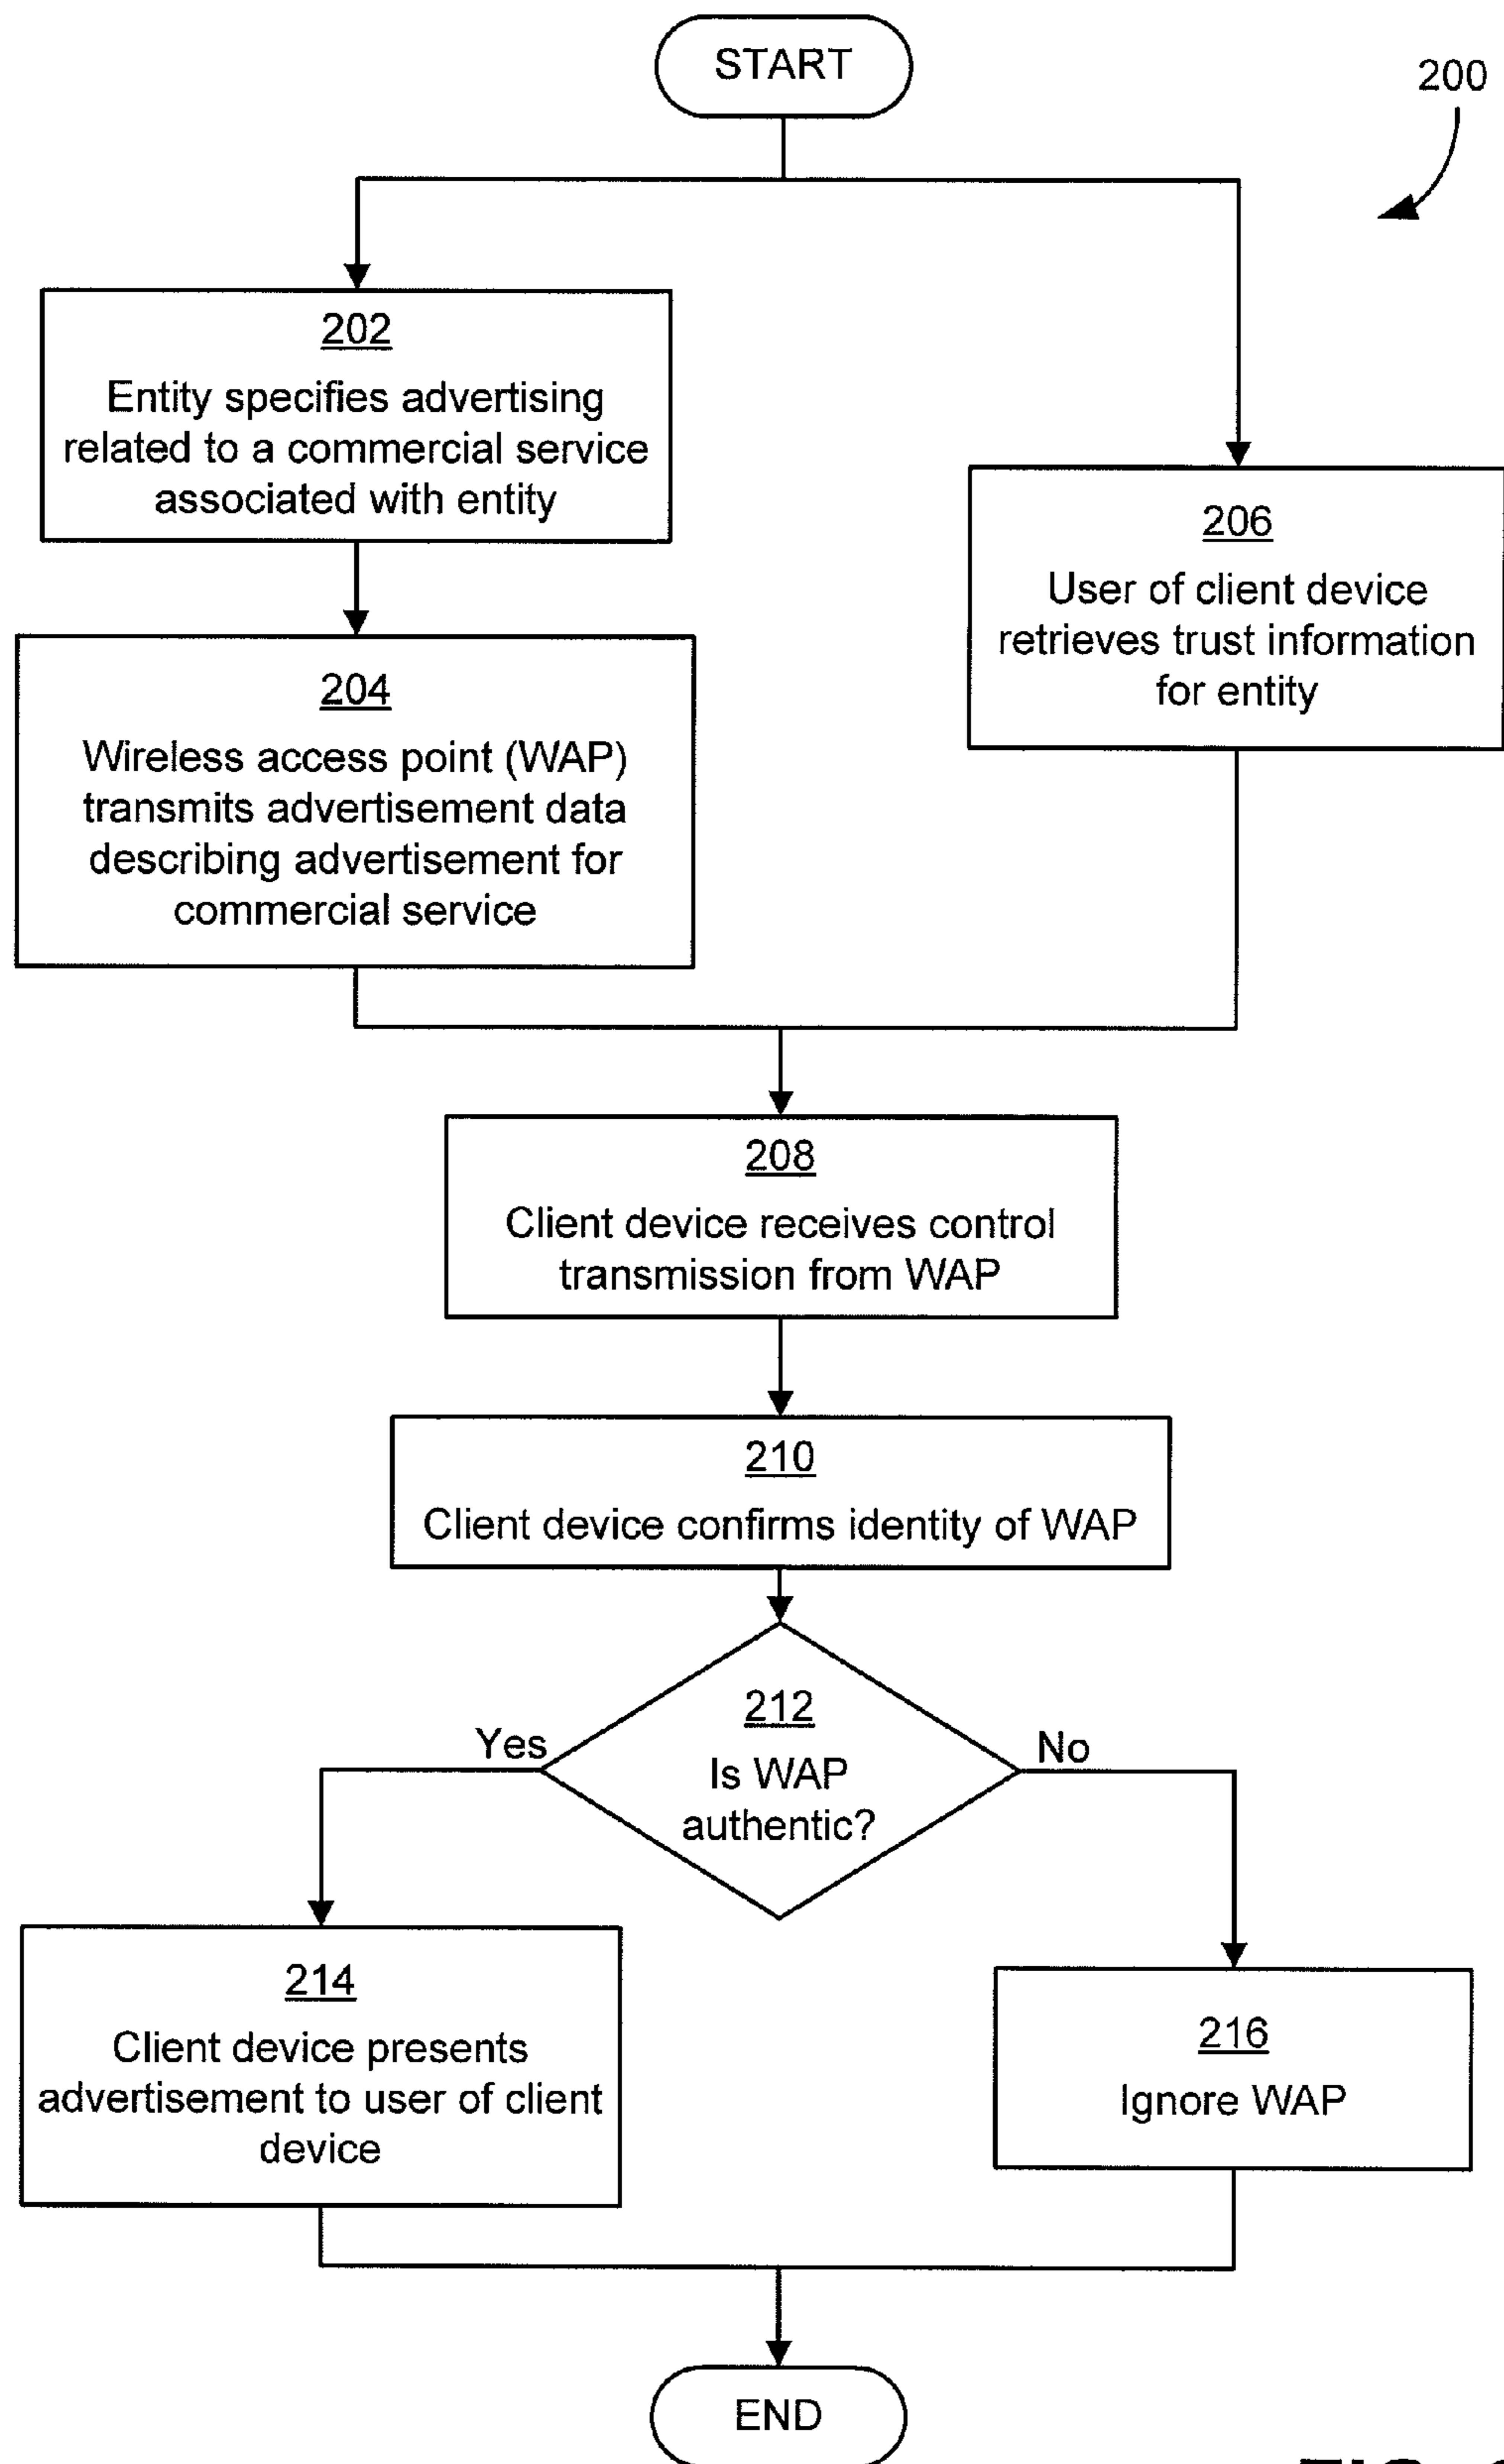 START
200
202
Entity specifies advertising
related to a commercial service
associated with entity
206
User of client device
retrieves trust information
for entity
204
Wireless access point (WAP)
transmits advertisement data
describing advertisement for
commercial service
208
Client device receives control
transmission from WAP
210
Client device confirms identity of WAP
212
Is WAP
authentic?
Yes
No
214
Client device presents
advertisement to user of client
device
216
Ignore WAP
END